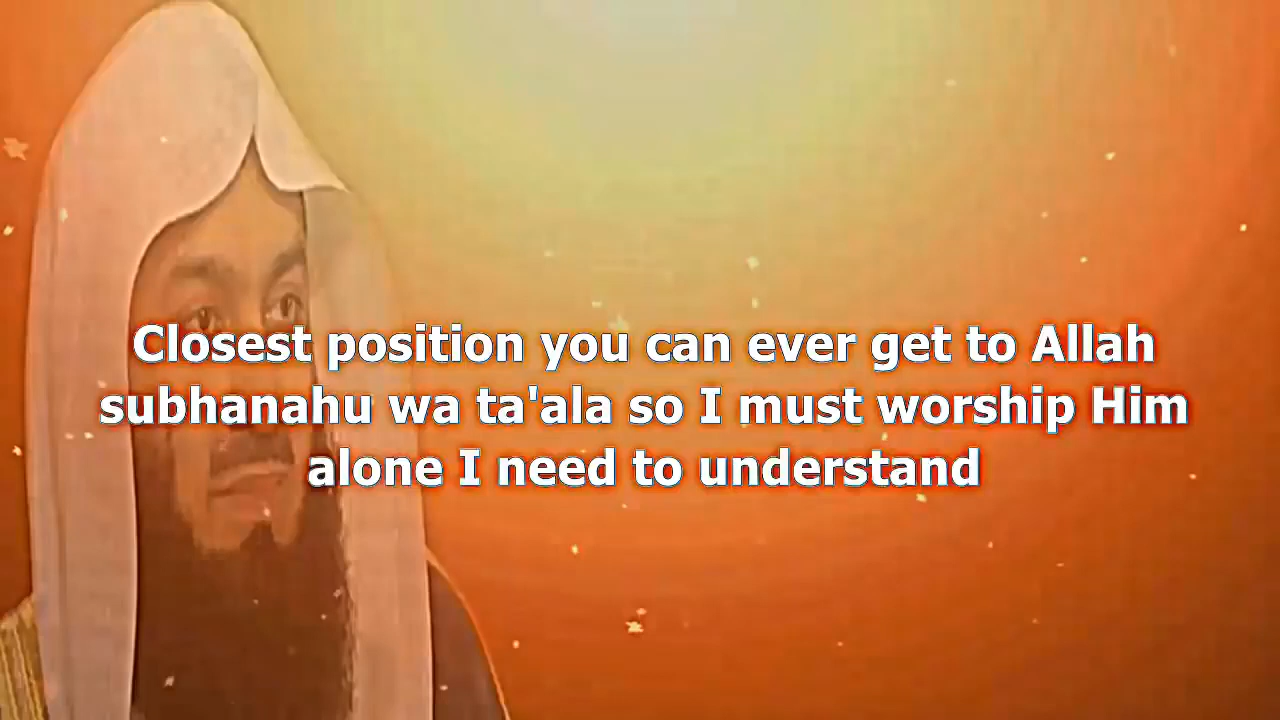 Closest position you can ever get to Allah
subhanahu wa ta'ala so I must worship Him
alone I need to understand